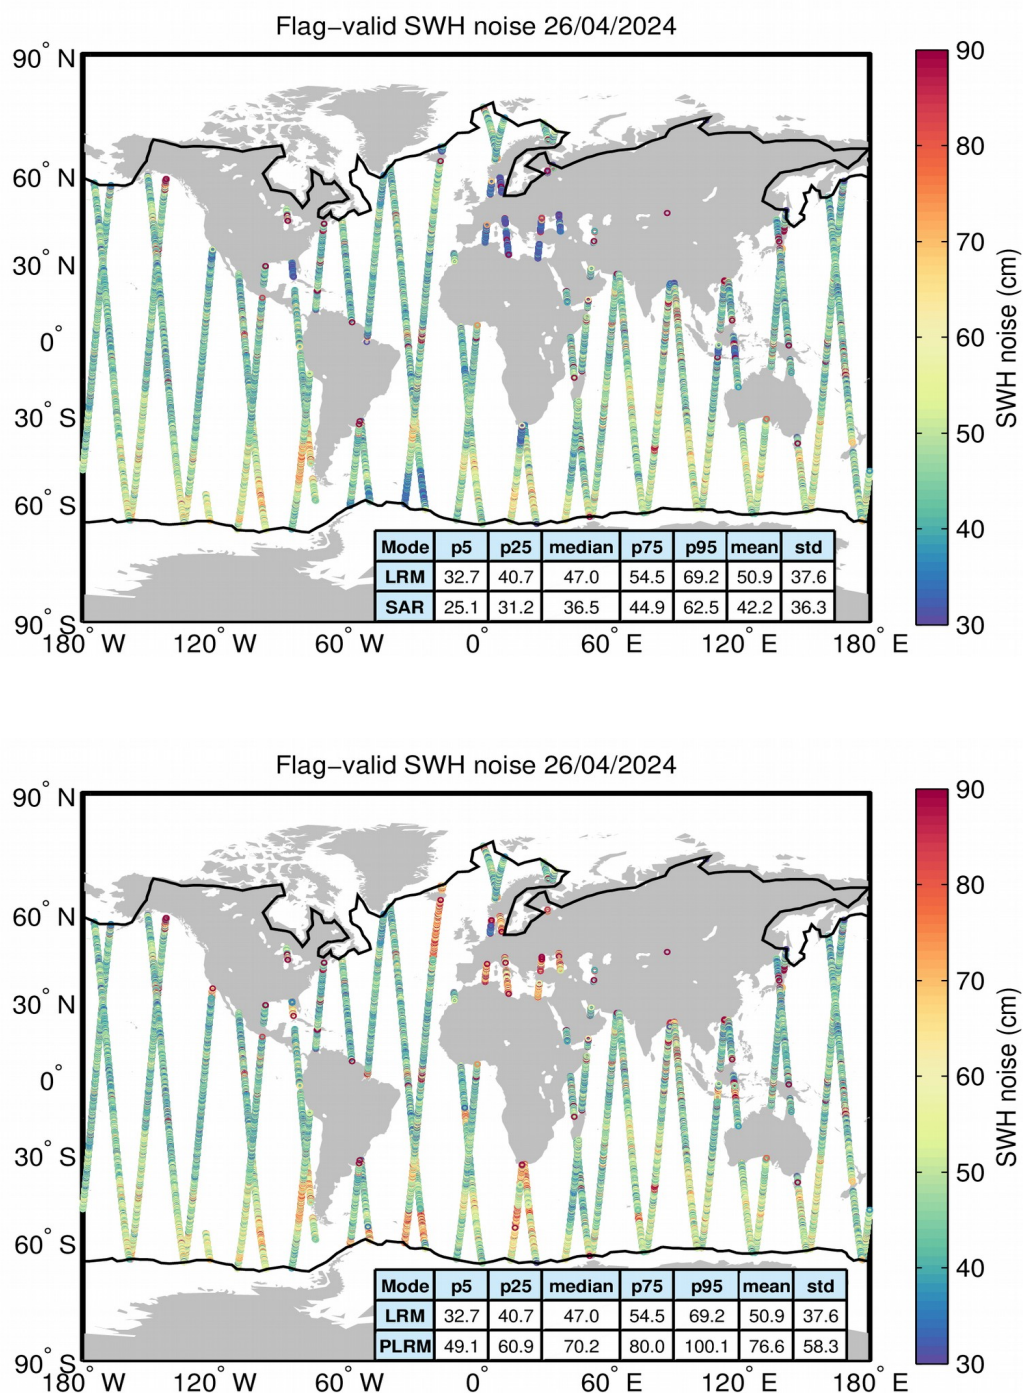 Flag−valid SWH noise 26/04/2024
90° N
60° N
30° N
0°
30° S
60° S
90° S
180° W 120° W 60° W 0° 60° E 120° E 180° E
Mode p5 p25 median p75 p95 mean std
LRM 32.7 40.7 47.0 54.5 69.2 50.9 37.6
SAR 25.1 31.2 36.5 44.9 62.5 42.2 36.3
90
80
70
60
50
40
30
SWH noise (cm)
Flag−valid SWH noise 26/04/2024
90° N
60° N
30° N
0°
30° S
60° S
90° S
180° W 120° W 60° W 0° 60° E 120° E 180° E
Mode p5 p25 median p75 p95 mean std
LRM 32.7 40.7 47.0 54.5 69.2 50.9 37.6
PLRM 49.1 60.9 70.2 80.0 100.1 76.6 58.3
90
80
70
60
50
40
30
SWH noise (cm)